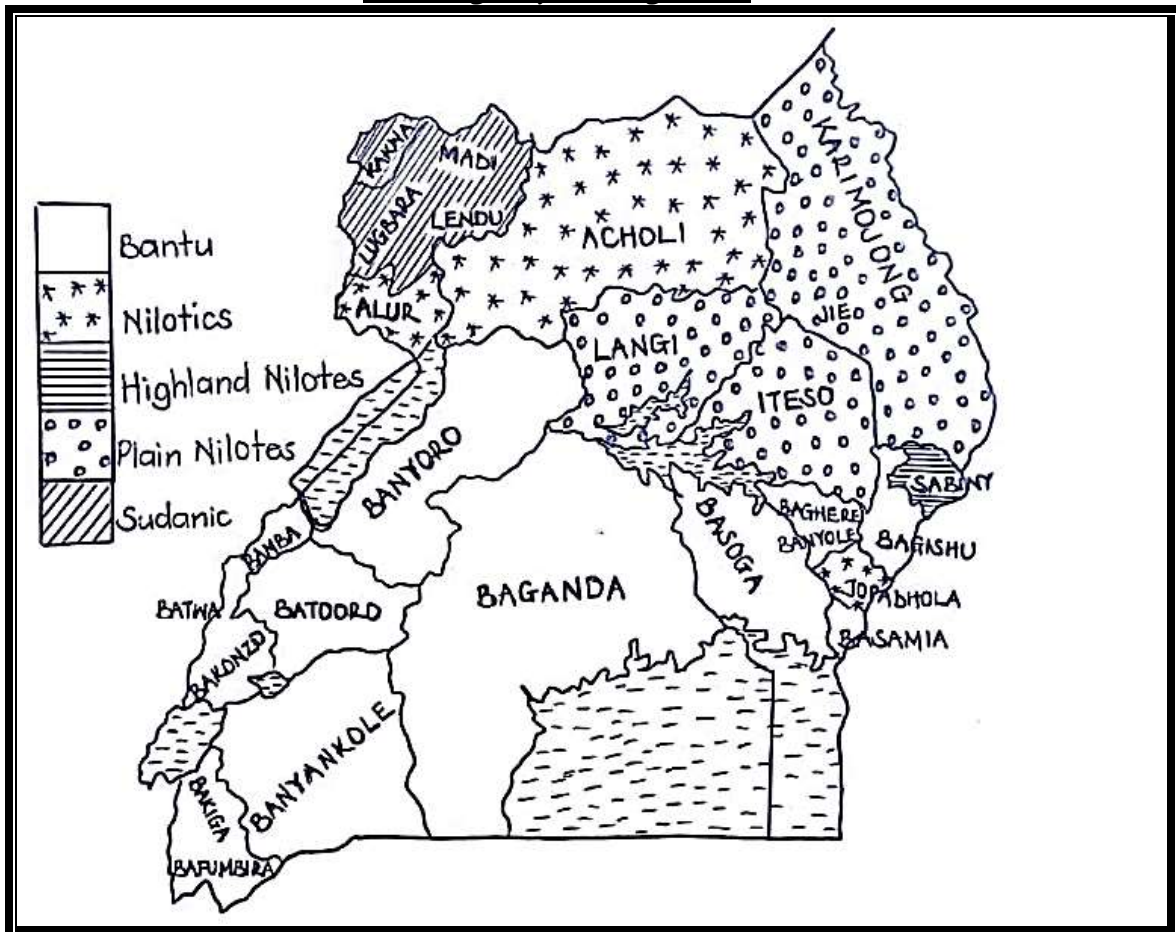 Bantu
Nilotics
Highland Nilotes
Plain Nilotes
Sudanic
KAKWA
MADI
LUGBARA
LENDU
ALUR
ACHOLI
KARIMOJONG
JIE
LANGI
ITESO
SABINY
BANYORO
BAGHERE
BANYOLE
BAGISHU
BASOGA
BAMBA
BATWA
BATOORO
BAGANDA
JOPADHOLA
BASAMIA
BAKONZO
BANYANKOLE
BAKIGA
BAFUMBIRA